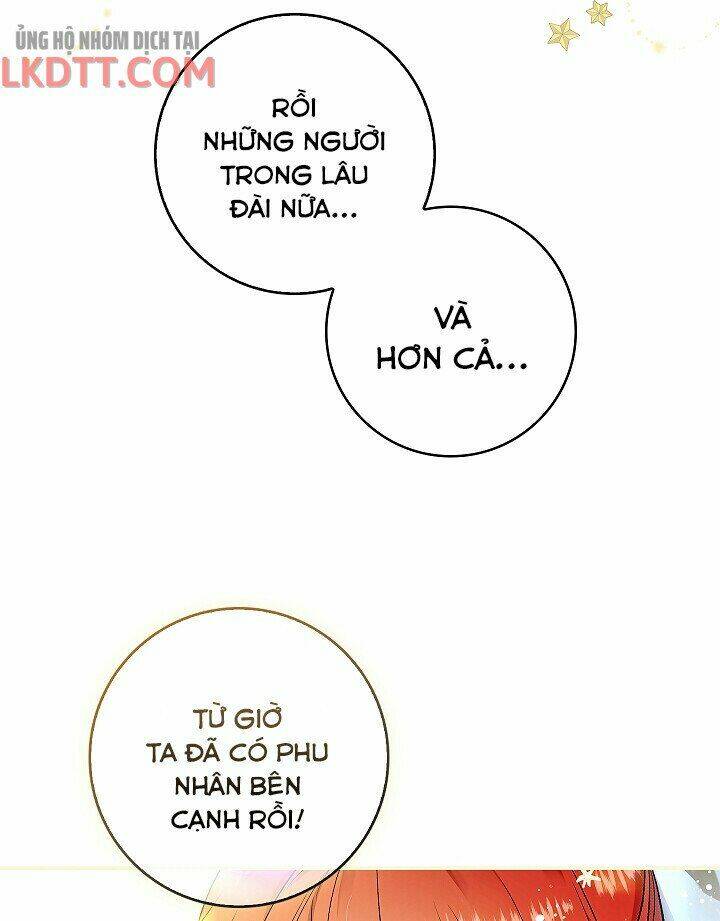 ỦNG HỘ NHÓM DỊCH TẠI
LKDTT.COM
RỒI
NHỮNG NGƯỜI
TRONG LÂU
ĐÀI NỮA...
VÀ
HƠN CẢ...
TỪ GIỜ
TA ĐÃ CÓ PHU
NHÂN BÊN
CẠNH RỒI!